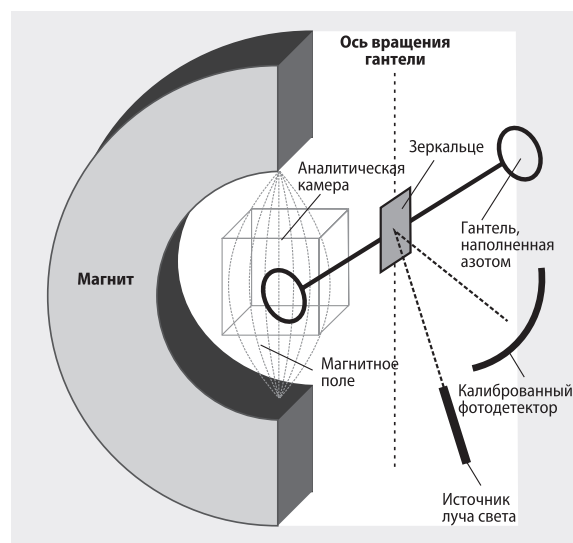 Ось вращения
гантели
Зеркальце
Аналитическая
камера
Гантель,
наполненная
азотом
Магнит
Магнитное
поле
Калиброванный
фотодетектор
Источник
луча света